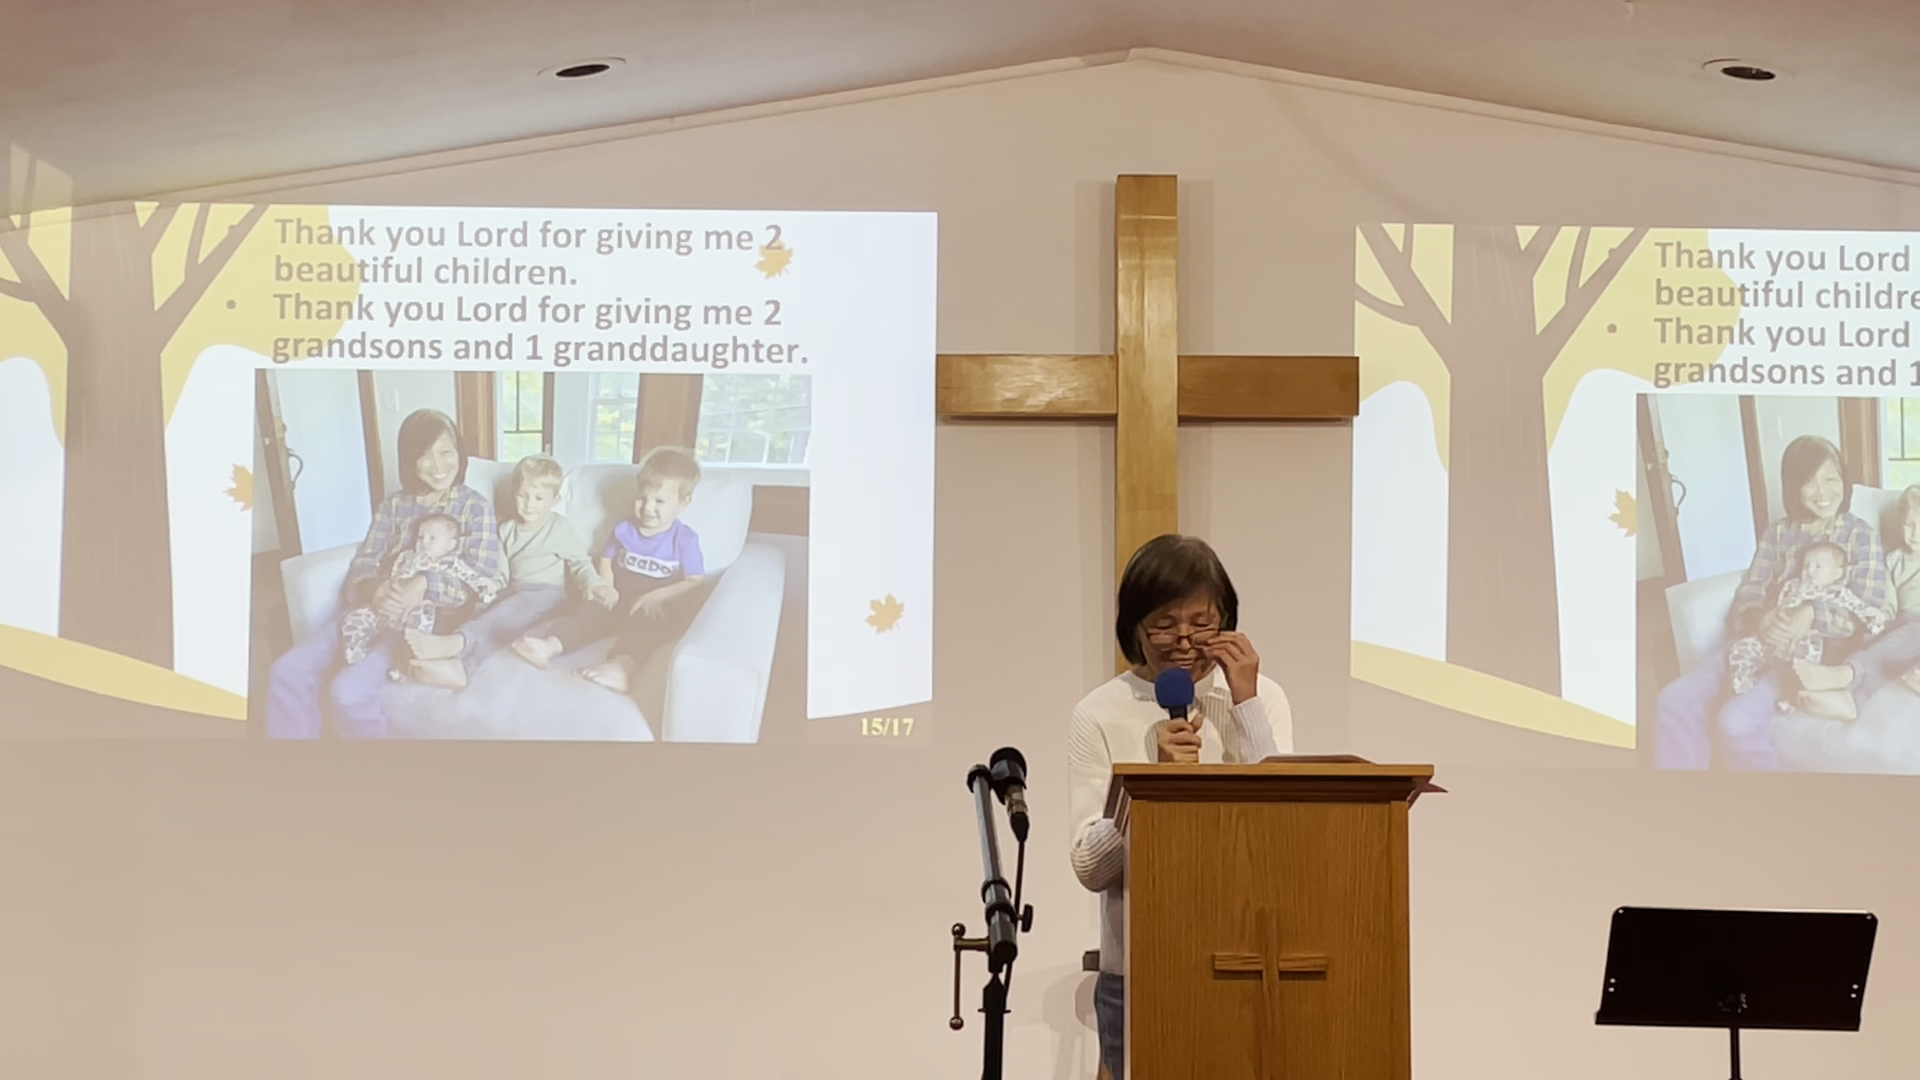 Thank you Lord for giving me 2
beautiful children.
• Thank you Lord for giving me 2
grandsons and 1 granddaughter.
15/17
Thank you Lord
beautiful childre
• Thank you Lord
grandsons and 1